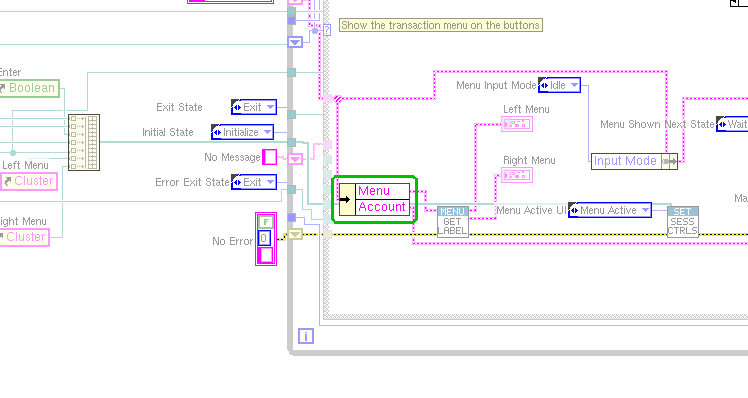 Show the transaction menu on the buttons
?
Enter
Boolean
Menu Input Mode
Idle
Left Menu
Exit State
Exit
Menu Shown Next State
Wait
Initial State
Initialize
No Message
Right Menu
Input Mode
Left Menu
Cluster
Error Exit State
Exit
Menu
Account
MENU
GET
LABEL
Menu Active UI
Menu Active
SET
SESS
CTRLS
Ma
ight Menu
Cluster
No Error
F
0
i